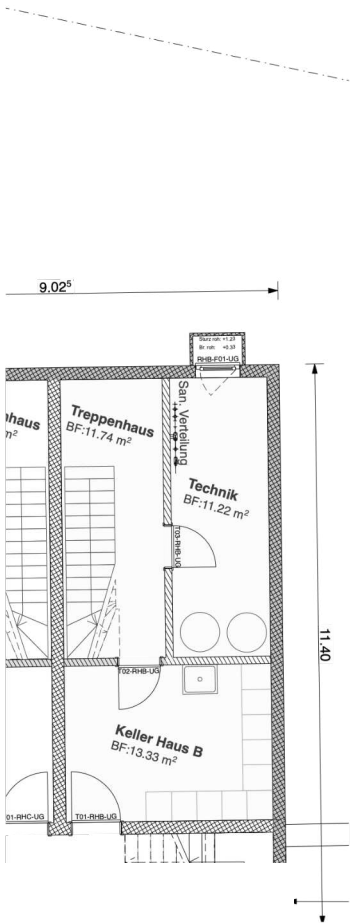 9.02⁵
Sturz roh: +1.23
Br. roh: +0.33
RHB-F01-UG
San. Verteilung
nhaus
m²
Treppenhaus
BF:11.74 m²
Technik
BF:11.22 m²
T03-RHB-UG
11.40
T02-RHB-UG
Keller Haus B
BF:13.33 m²
01-RHC-UG
T01-RHB-UG